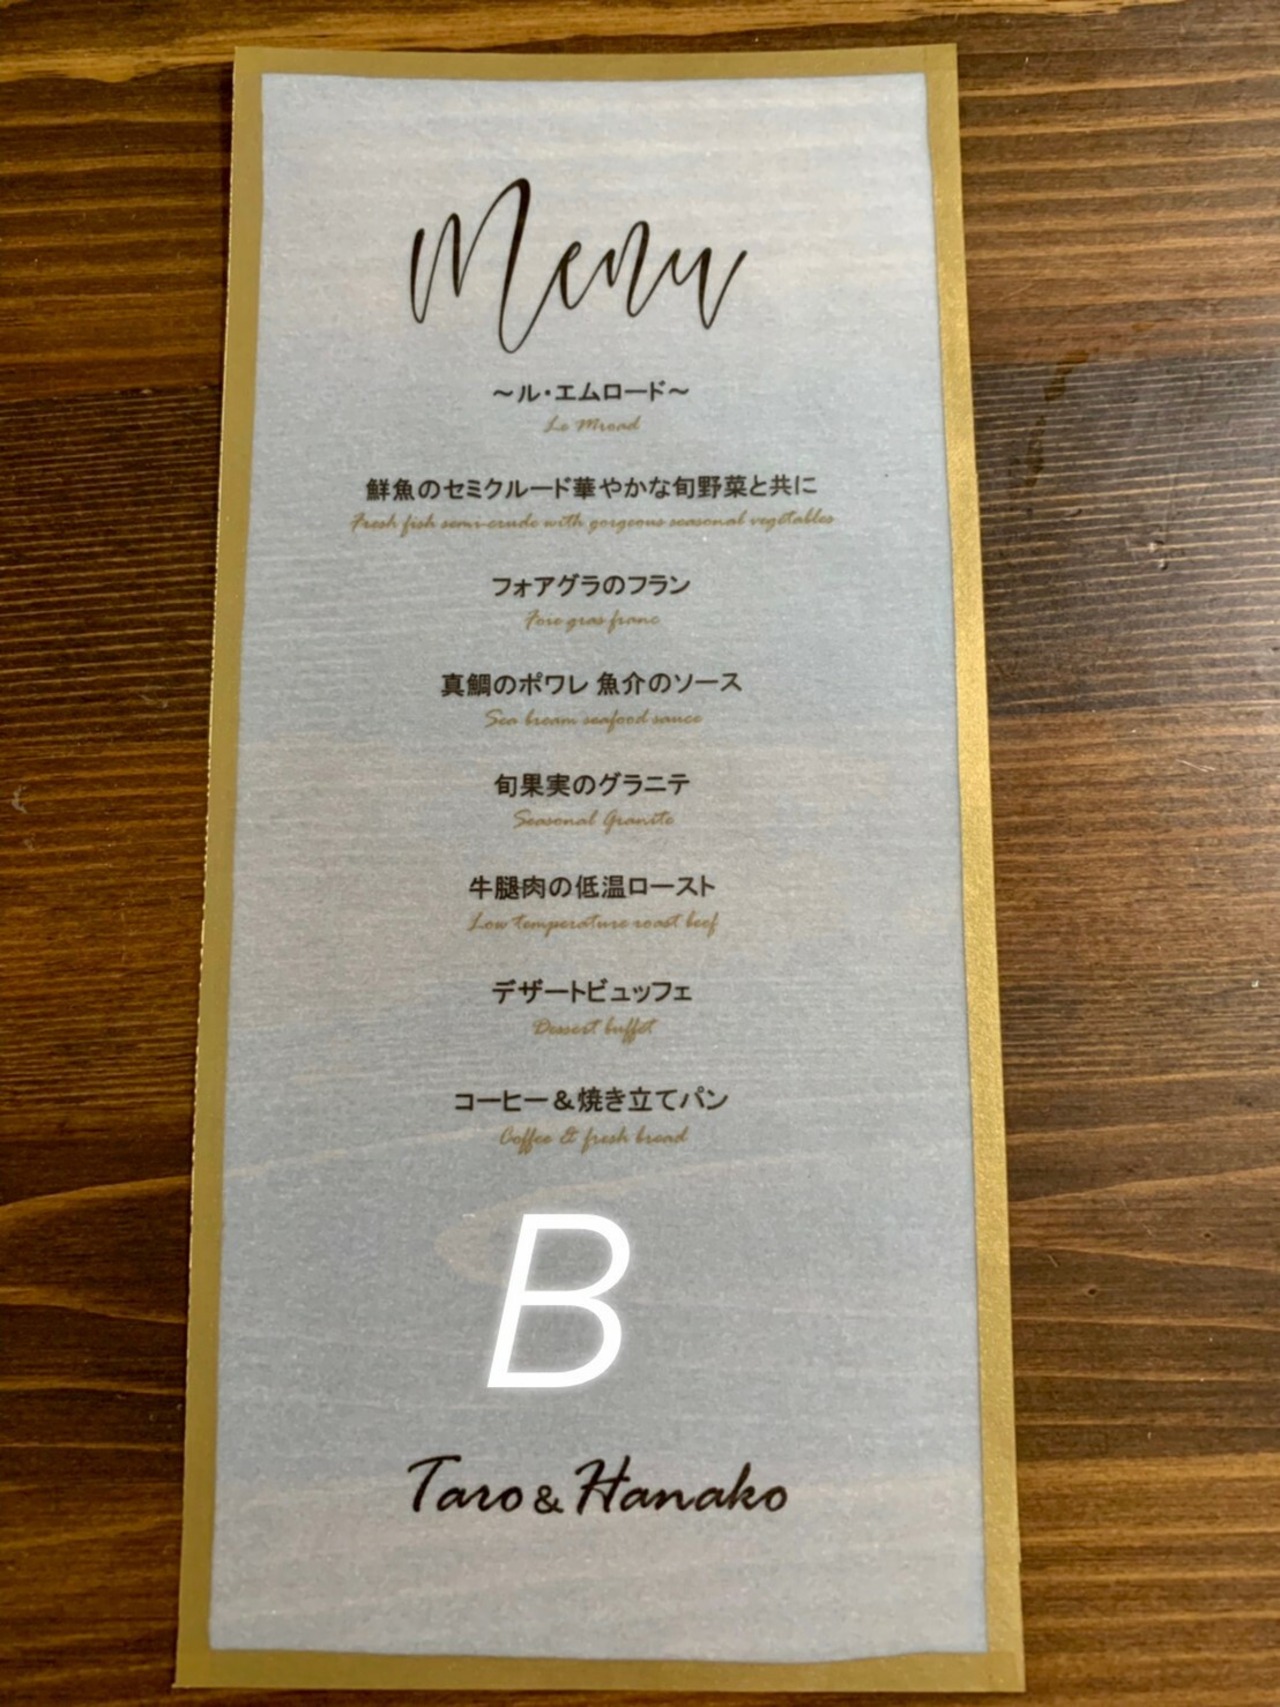 Menu
～ル・エムロード～
Le Mroad
鮮魚のセミクルード華やかな旬野菜と共に
Fresh fish semi-crude with gorgeous seasonal vegetables
フォアグラのフラン
Foie gras franc
真鯛のポワレ 魚介のソース
Sea bream seafood sauce
旬果実のグラニテ
Seasonal Granite
牛腿肉の低温ロースト
Low temperature roast beef
デザートビュッフェ
Dessert buffet
コーヒー＆焼き立てパン
Coffee & fresh bread
B
Taro & Hanako